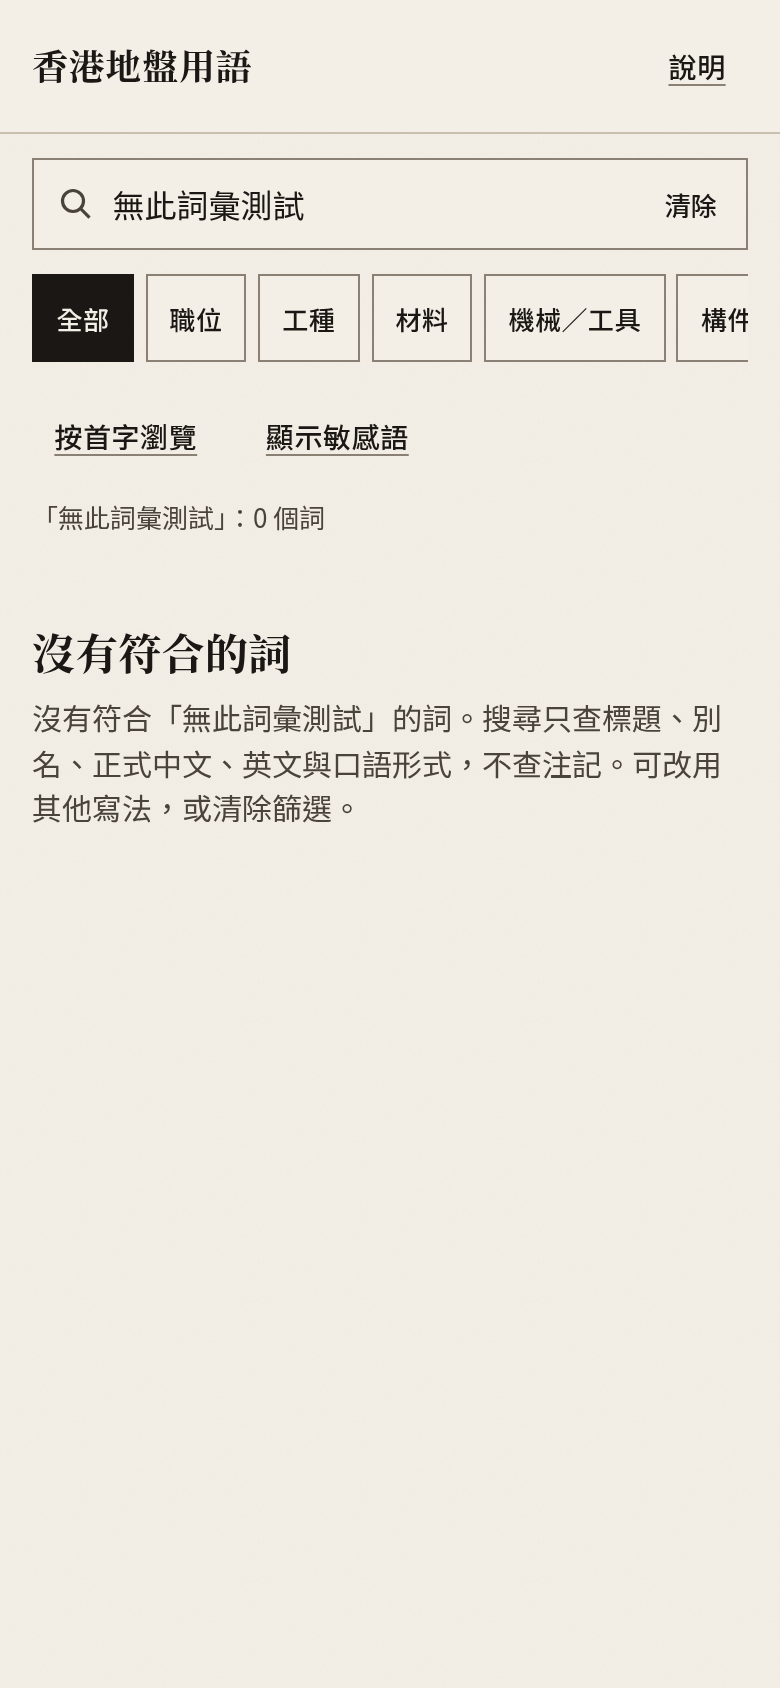 香港地盤用語
說明
無此詞彙測試
清除
全部
職位
工種
材料
機械／工具
構件
按首字瀏覽
顯示敏感語
「無此詞彙測試」：0 個詞
沒有符合的詞
沒有符合「無此詞彙測試」的詞。搜尋只查標題、別
名、正式中文、英文與口語形式，不查注記。可改用
其他寫法，或清除篩選。